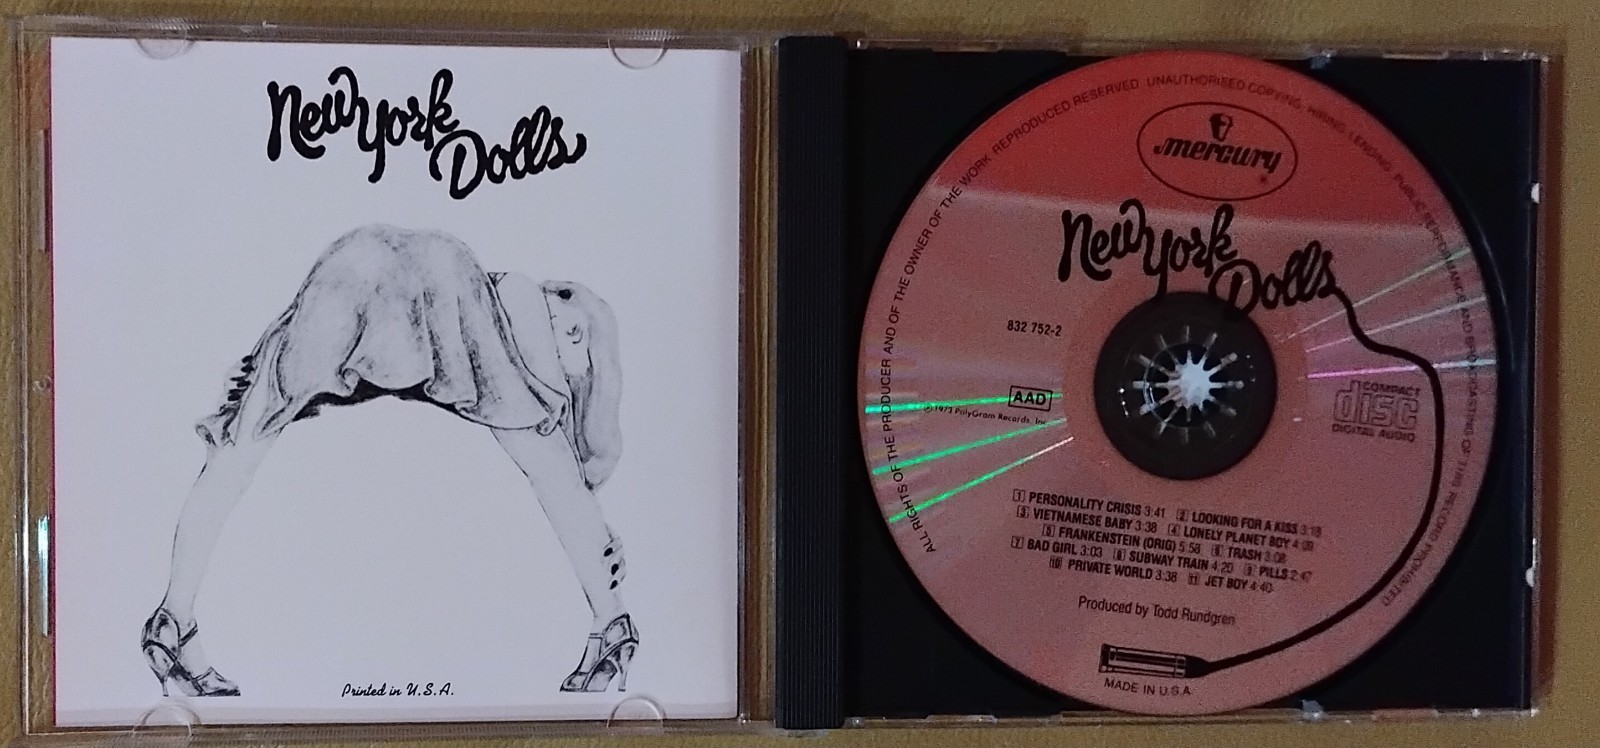 New York
Dolls
Printed in U.S.A.
ALL RIGHTS OF THE PRODUCER AND OF THE OWNER OF THE WORK REPRODUCED RESERVED UNAUTHORISED COPYING, HIRING, LENDING, PUBLIC PERFORMANCE AND BROADCASTING OF THIS RECORD PROHIBITED
mercury
New York
Dolls
832 752-2
AAD
℗ 1973 PolyGram Records, Inc.
COMPACT
disc
DIGITAL AUDIO
1 PERSONALITY CRISIS 3:41 2 LOOKING FOR A KISS 3:18
3 VIETNAMESE BABY 3:38 4 LONELY PLANET BOY 4:09
5 FRANKENSTEIN (ORIG) 5:58 6 TRASH 3:08
7 BAD GIRL 3:03 8 SUBWAY TRAIN 4:20 9 PILLS 2:47
10 PRIVATE WORLD 3:38 11 JET BOY 4:40
Produced by Todd Rundgren
MADE IN U.S.A